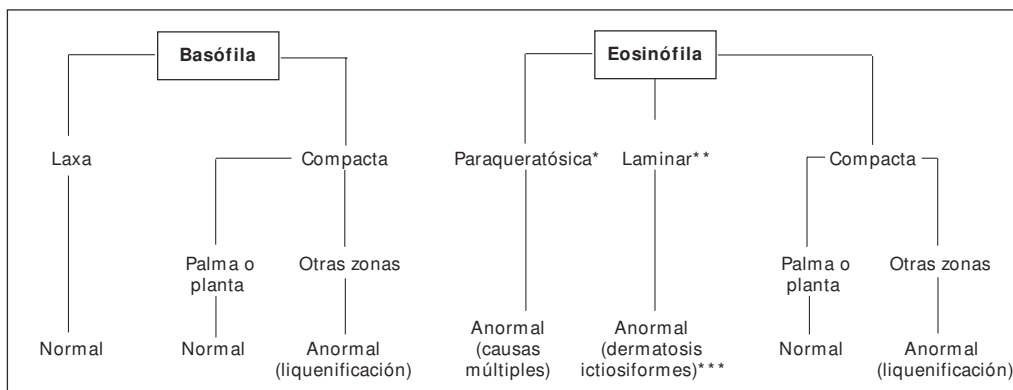 Basófila
Eosinófila
Laxa
Compacta
Paraqueratósica*
Laminar**
Compacta
Palma o
planta
Otras zonas
Palma o
planta
Otras zonas
Normal
Normal
Anormal
(liquenificación)
Anormal
(causas
múltiples)
Anormal
(dermatosis
ictiosiformes)***
Normal
Anormal
(liquenificación)